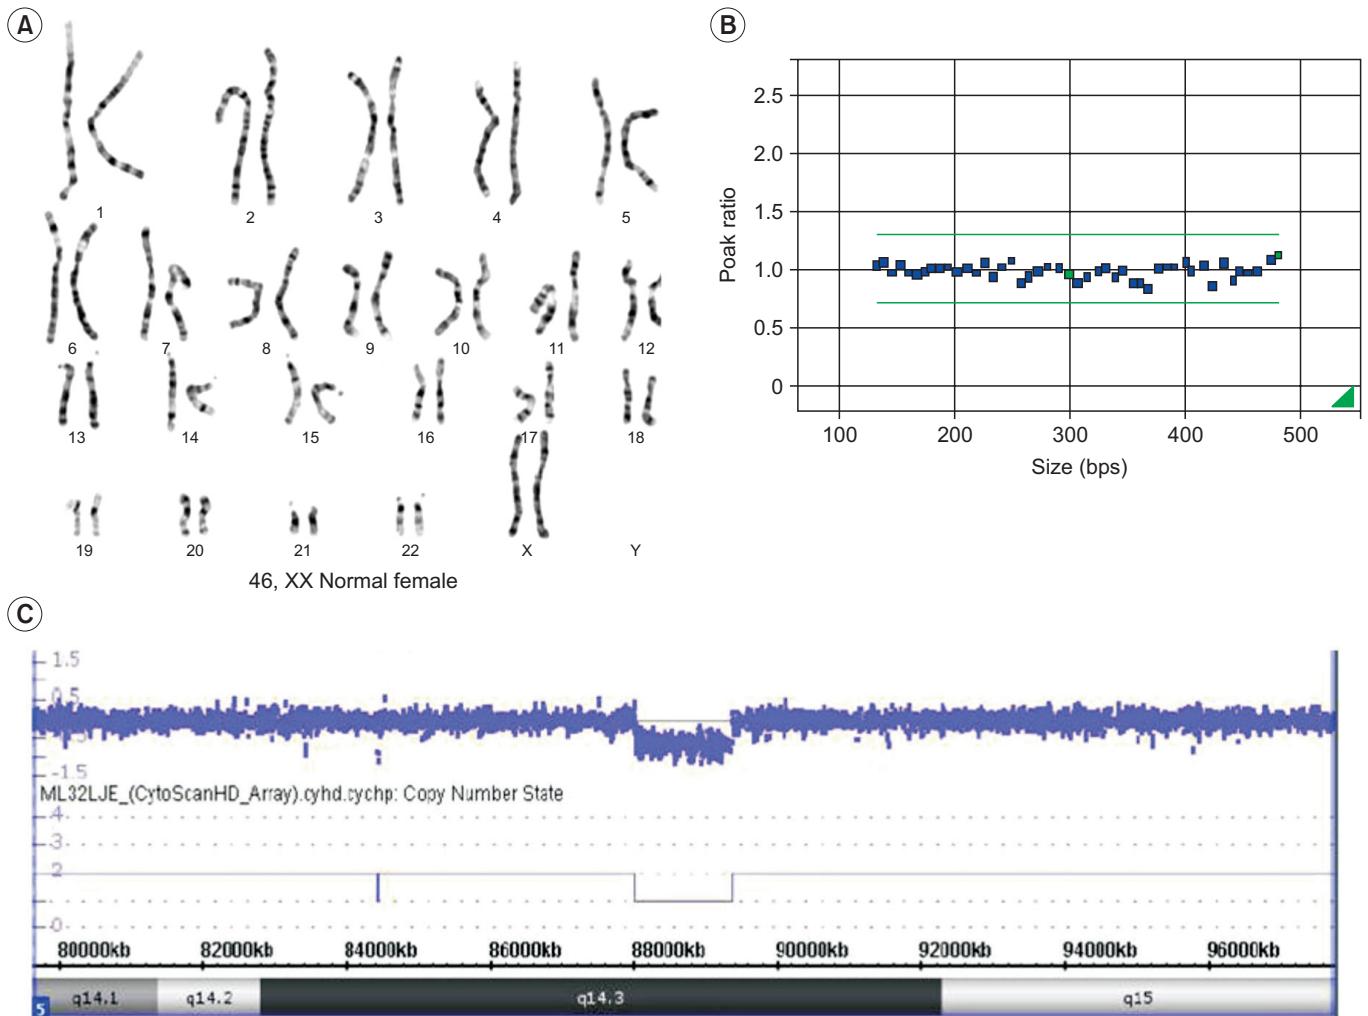 A
1 2 3 4 5
6 7 8 9 10 11 12
13 14 15 16 17 18
19 20 21 22 X Y
46, XX Normal female
B
Poak ratio
2.5
2.0
1.5
1.0
0.5
0
100 200 300 400 500
Size (bps)
C
1.5
0.5
-1.5
ML32LJE_(CytoScanHD_Array).cyhd.cychp: Copy Number State
4
3
2
0
80000kb 82000kb 84000kb 86000kb 88000kb 90000kb 92000kb 94000kb 96000kb
5 q14.1 q14.2 q14.3 q15